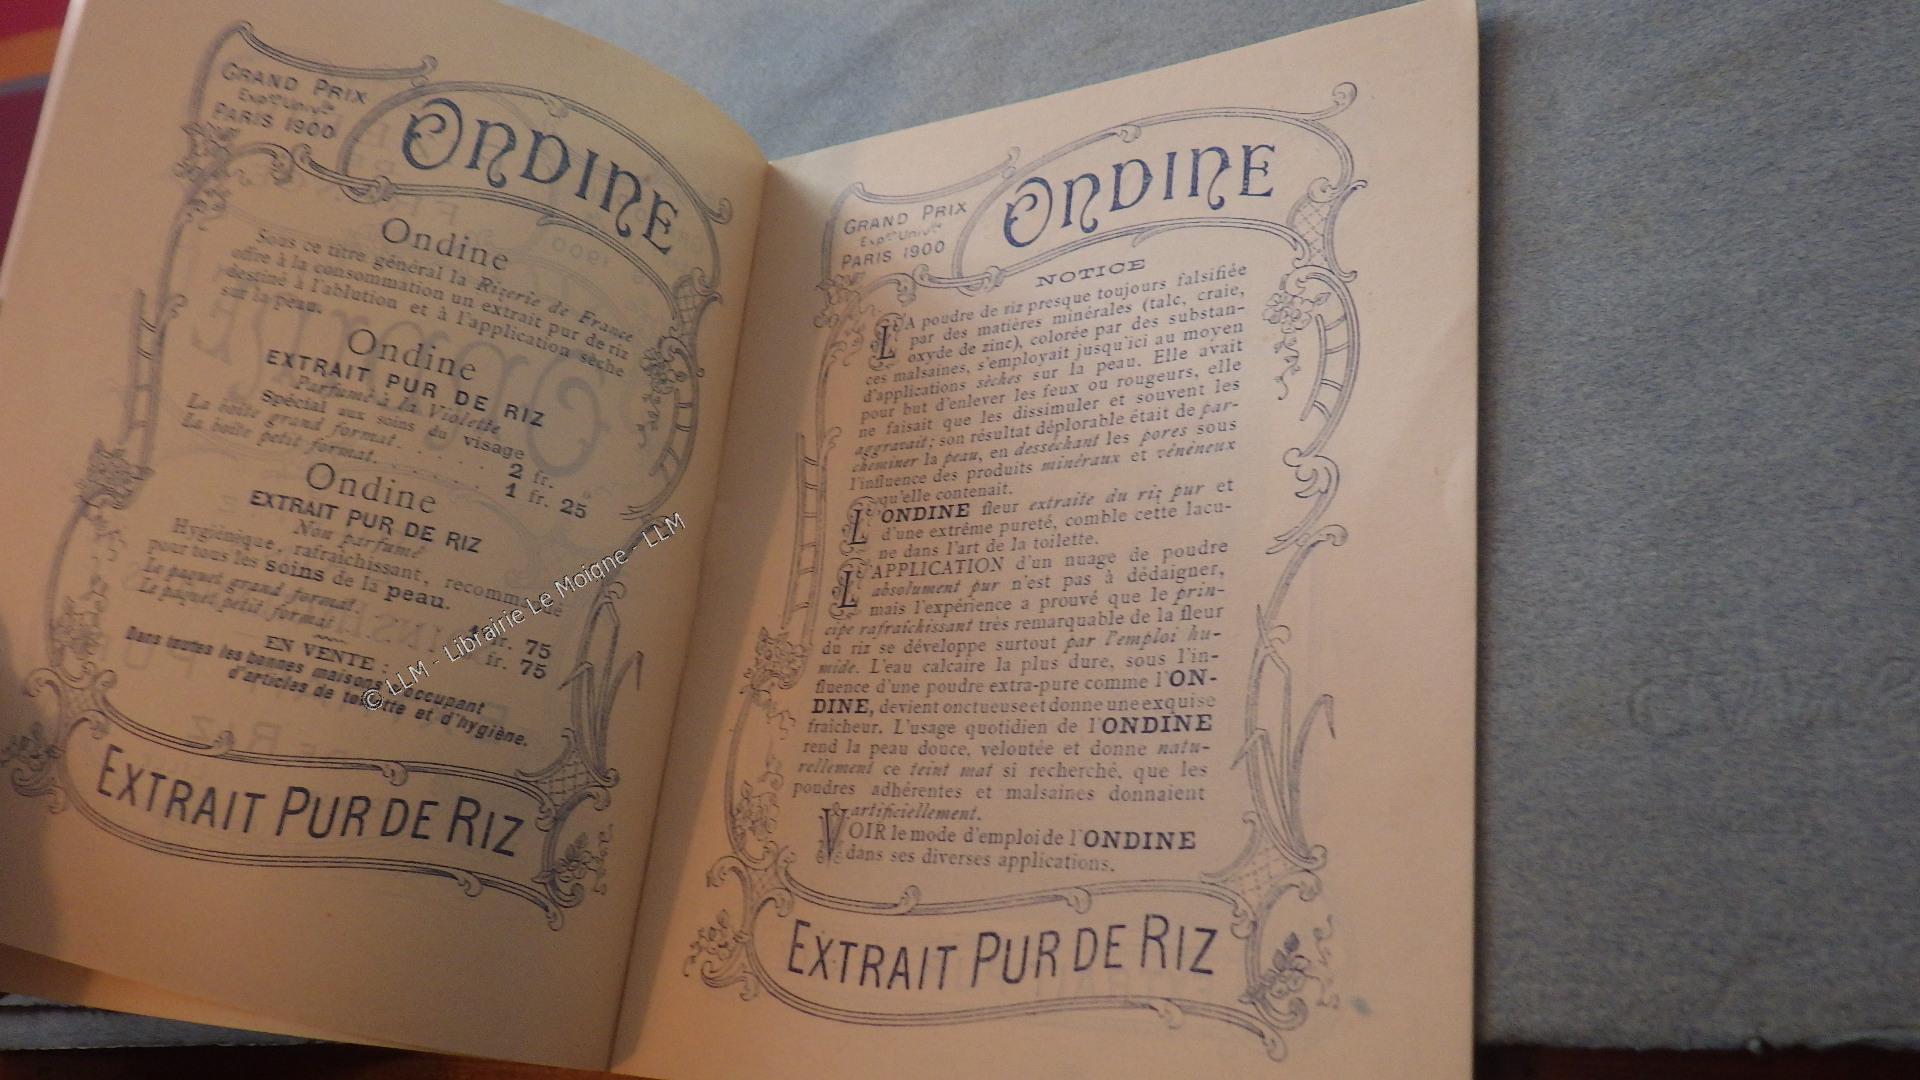 GRAND PRIX
Expon Univlle
PARIS 1900
ONDINE
Ondine
Sous ce titre général la Rizerie de France
offre à la consommation un extrait pur de riz
destiné à l'ablution et à l'application sèche
sur la peau.
Ondine
EXTRAIT PUR DE RIZ
Parfumé à la Violette
Spécial aux soins du visage
La boîte grand format. . . . . . 2 fr. »
La boîte petit format. . . . . . 1 fr. 25
Ondine
EXTRAIT PUR DE RIZ
Non parfumé
Hygiénique, rafraîchissant, recommandé
pour tous les soins de la peau.
Le paquet grand format. 1 fr. 75
Le paquet petit format fr. 75
EN VENTE :
Dans toutes les bonnes maisons s'occupant
d'articles de toilette et d'hygiène.
EXTRAIT PUR DE RIZ
GRAND PRIX
Expon Univlle
PARIS 1900
ONDINE
NOTICE
LA poudre de riz presque toujours falsifiée
par des matières minérales (talc, craie,
oxyde de zinc), colorée par des substan-
ces malsaines, s'employait jusqu'ici au moyen
d'applications sèches sur la peau. Elle avait
pour but d'enlever les feux ou rougeurs, elle
ne faisait que les dissimuler et souvent les
aggravait; son résultat déplorable était de par-
cheminer la peau, en desséchant les pores sous
l'influence des produits minéraux et vénéneux
qu'elle contenait.
L'ONDINE fleur extraite du riz pur et
d'une extrême pureté, comble cette lacu-
ne dans l'art de la toilette.
L'APPLICATION d'un nuage de poudre
absolument pur n'est pas à dédaigner,
mais l'expérience a prouvé que le prin-
cipe rafraîchissant très remarquable de la fleur
du riz se développe surtout par l'emploi hu-
mide. L'eau calcaire la plus dure, sous l'in-
fluence d'une poudre extra-pure comme l'ON-
DINE, devient onctueuse et donne une exquise
fraîcheur. L'usage quotidien de l'ONDINE
rend la peau douce, veloutée et donne natu-
rellement ce teint mat si recherché, que les
poudres adhérentes et malsaines donnaient
artificiellement.
VOIR le mode d'emploi de l'ONDINE
dans ses diverses applications.
EXTRAIT PUR DE RIZ
© LLM - Librairie Le Moigne - LLM